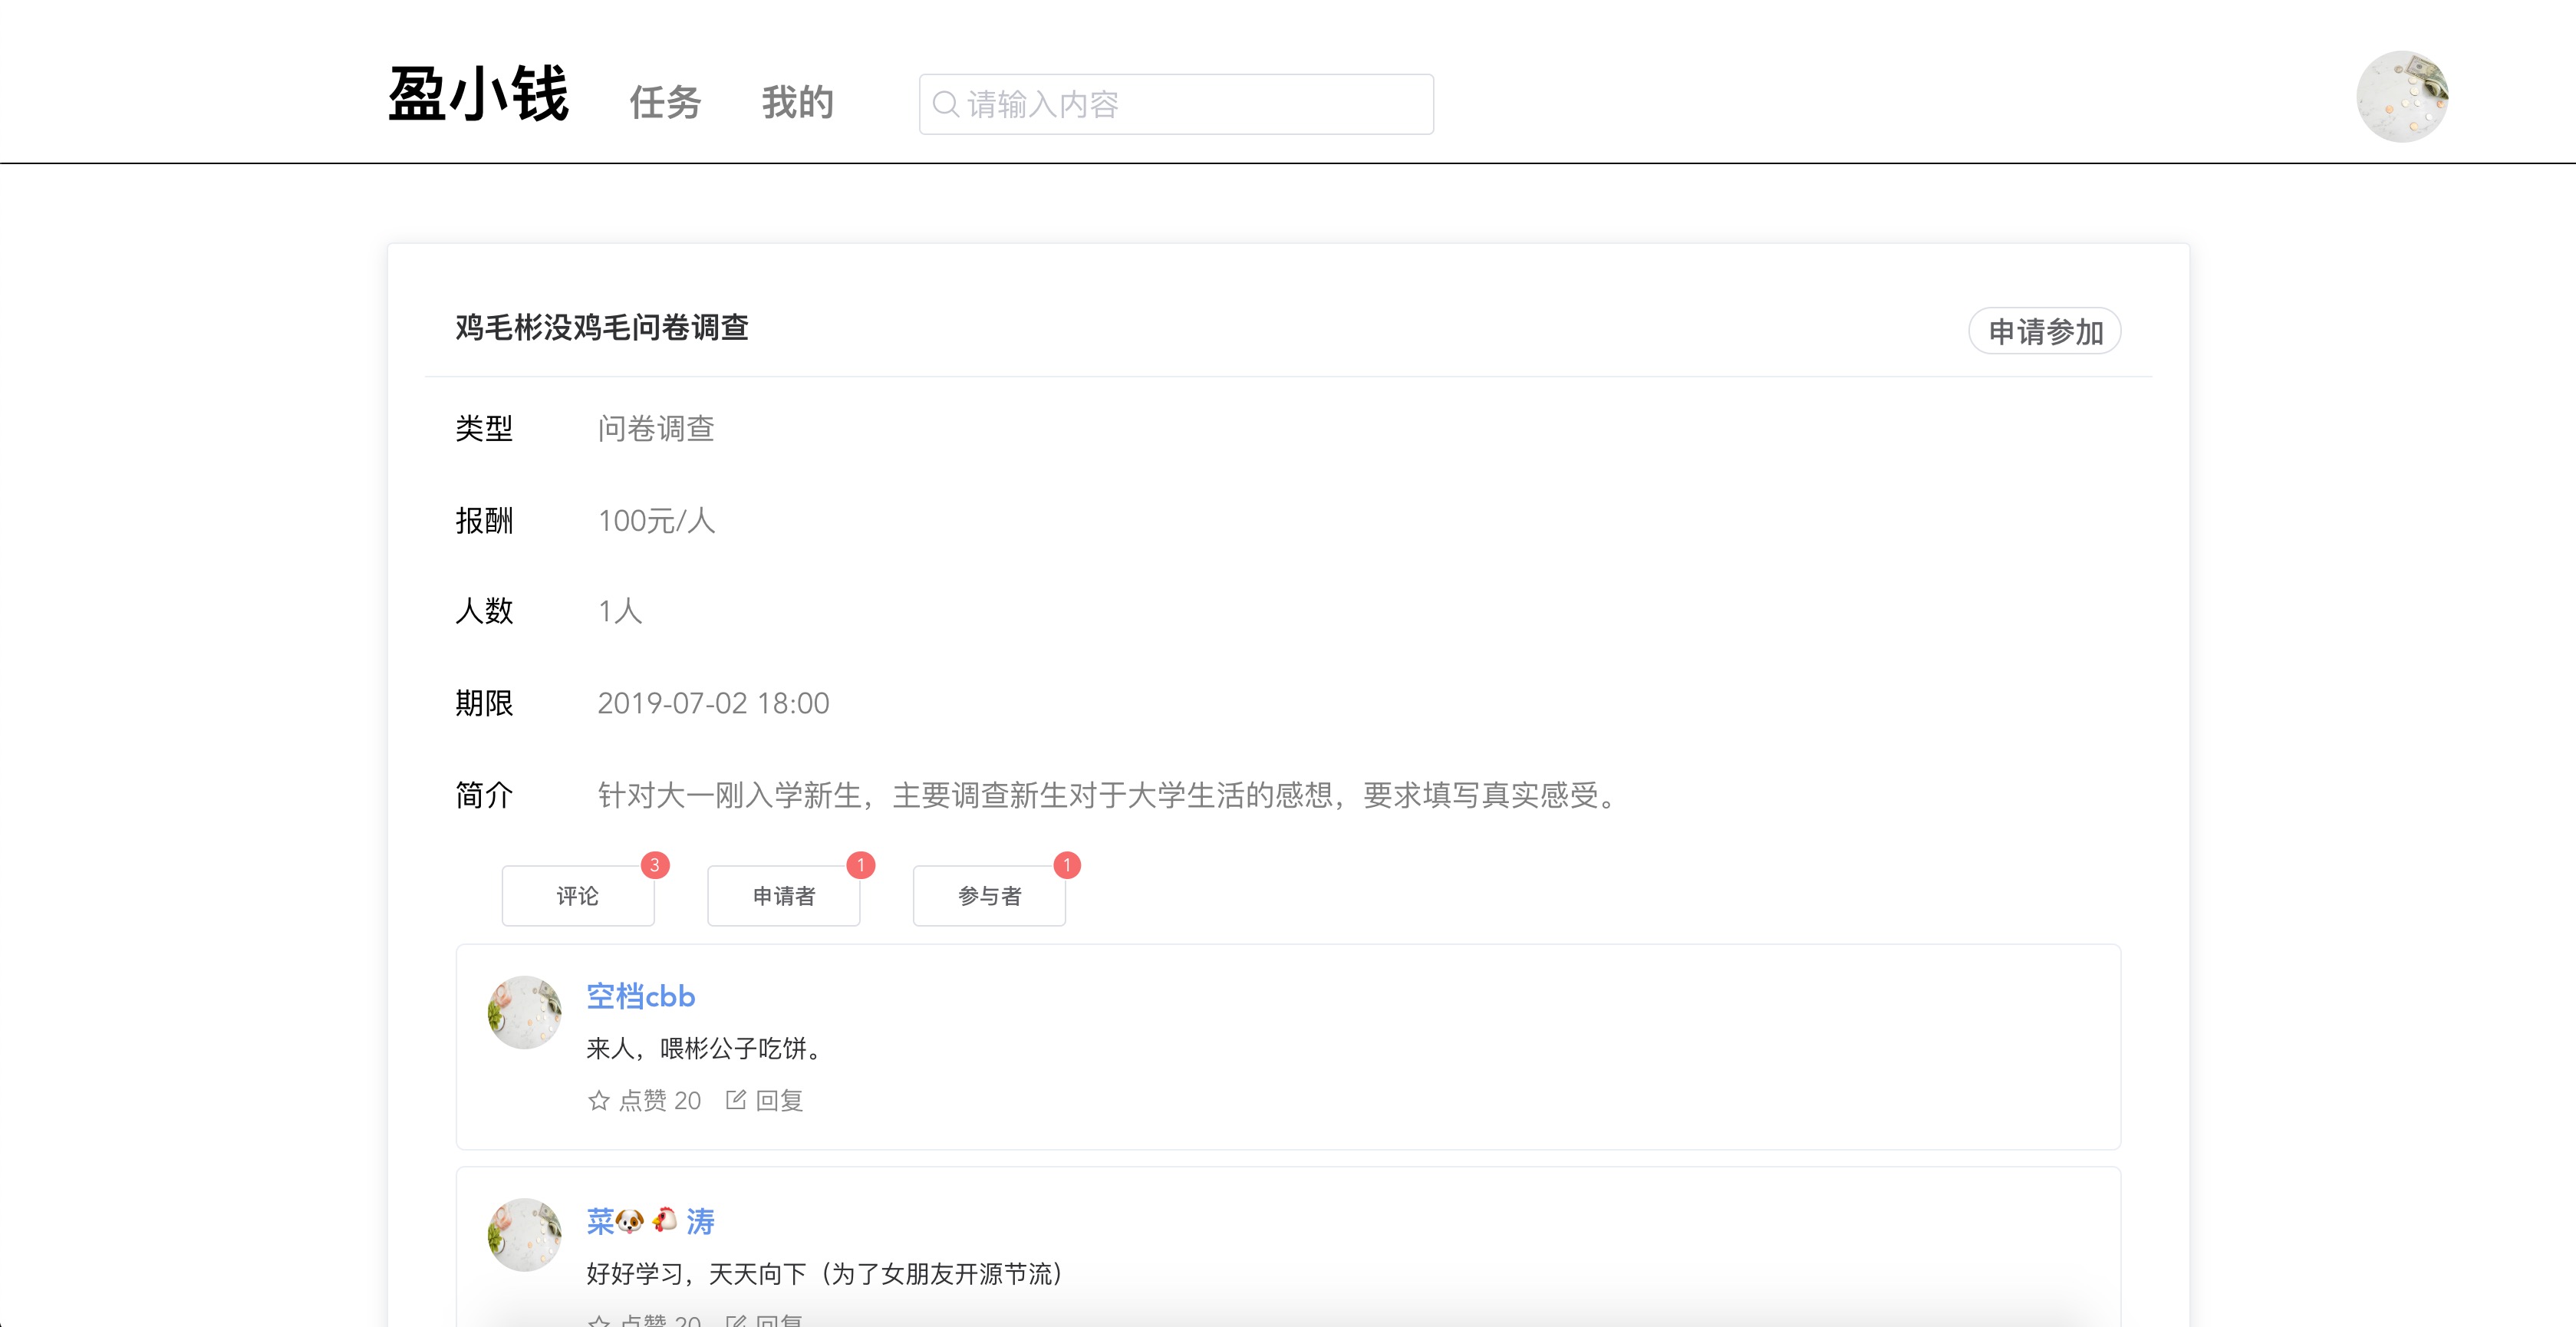 盈小钱 任务 我的 请输入内容
鸡毛彬没鸡毛问卷调查 申请参加
类型 问卷调查
报酬 100元/人
人数 1人
期限 2019-07-02 18:00
简介 针对大一刚入学新生，主要调查新生对于大学生活的感想，要求填写真实感受。
评论 3 申请者 1 参与者 1
空档cbb
来人，喂彬公子吃饼。
点赞 20 回复
菜🐶🐔涛
好好学习，天天向下（为了女朋友开源节流）
点赞 20 回复